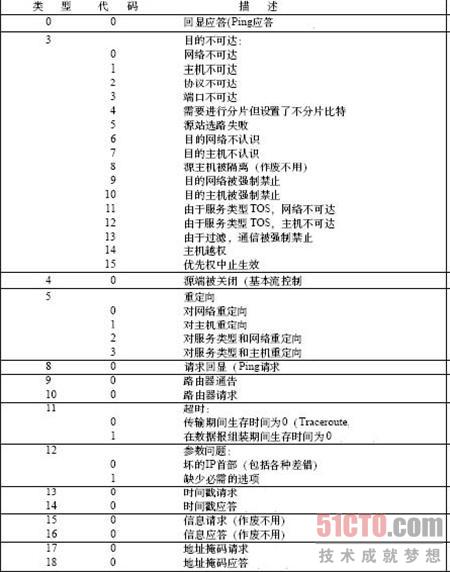 类 型 代 码 描 述
0 0 回显应答(Ping应答
3 目的不可达:
0 网络不可达
1 主机不可达
2 协议不可达
3 端口不可达
4 需要进行分片但设置了不分片比特
5 源站选路失败
6 目的网络不认识
7 目的主机不认识
8 源主机被隔离（作废不用）
9 目的网络被强制禁止
10 目的主机被强制禁止
11 由于服务类型TOS，网络不可达
12 由于服务类型TOS，主机不可达
13 由于过滤，通信被强制禁止
14 主机越权
15 优先权中止生效
4 0 源端被关闭（基本流控制
5 重定向
0 对网络重定向
1 对主机重定向
2 对服务类型和网络重定向
3 对服务类型和主机重定向
8 0 请求回显（Ping请求
9 0 路由器通告
10 0 路由器请求
11 超时:
0 传输期间生存时间为0（Traceroute.
1 在数据报组装期间生存时间为0
12 参数问题:
0 坏的IP首部（包括各种差错）
1 缺少必需的选项
13 0 时间戳请求
14 0 时间戳应答
15 0 信息请求（作废不用）
16 0 信息应答（作废不用）
17 0 地址掩码请求
18 0 地址掩码应答
51CTO.com
技术成就梦想